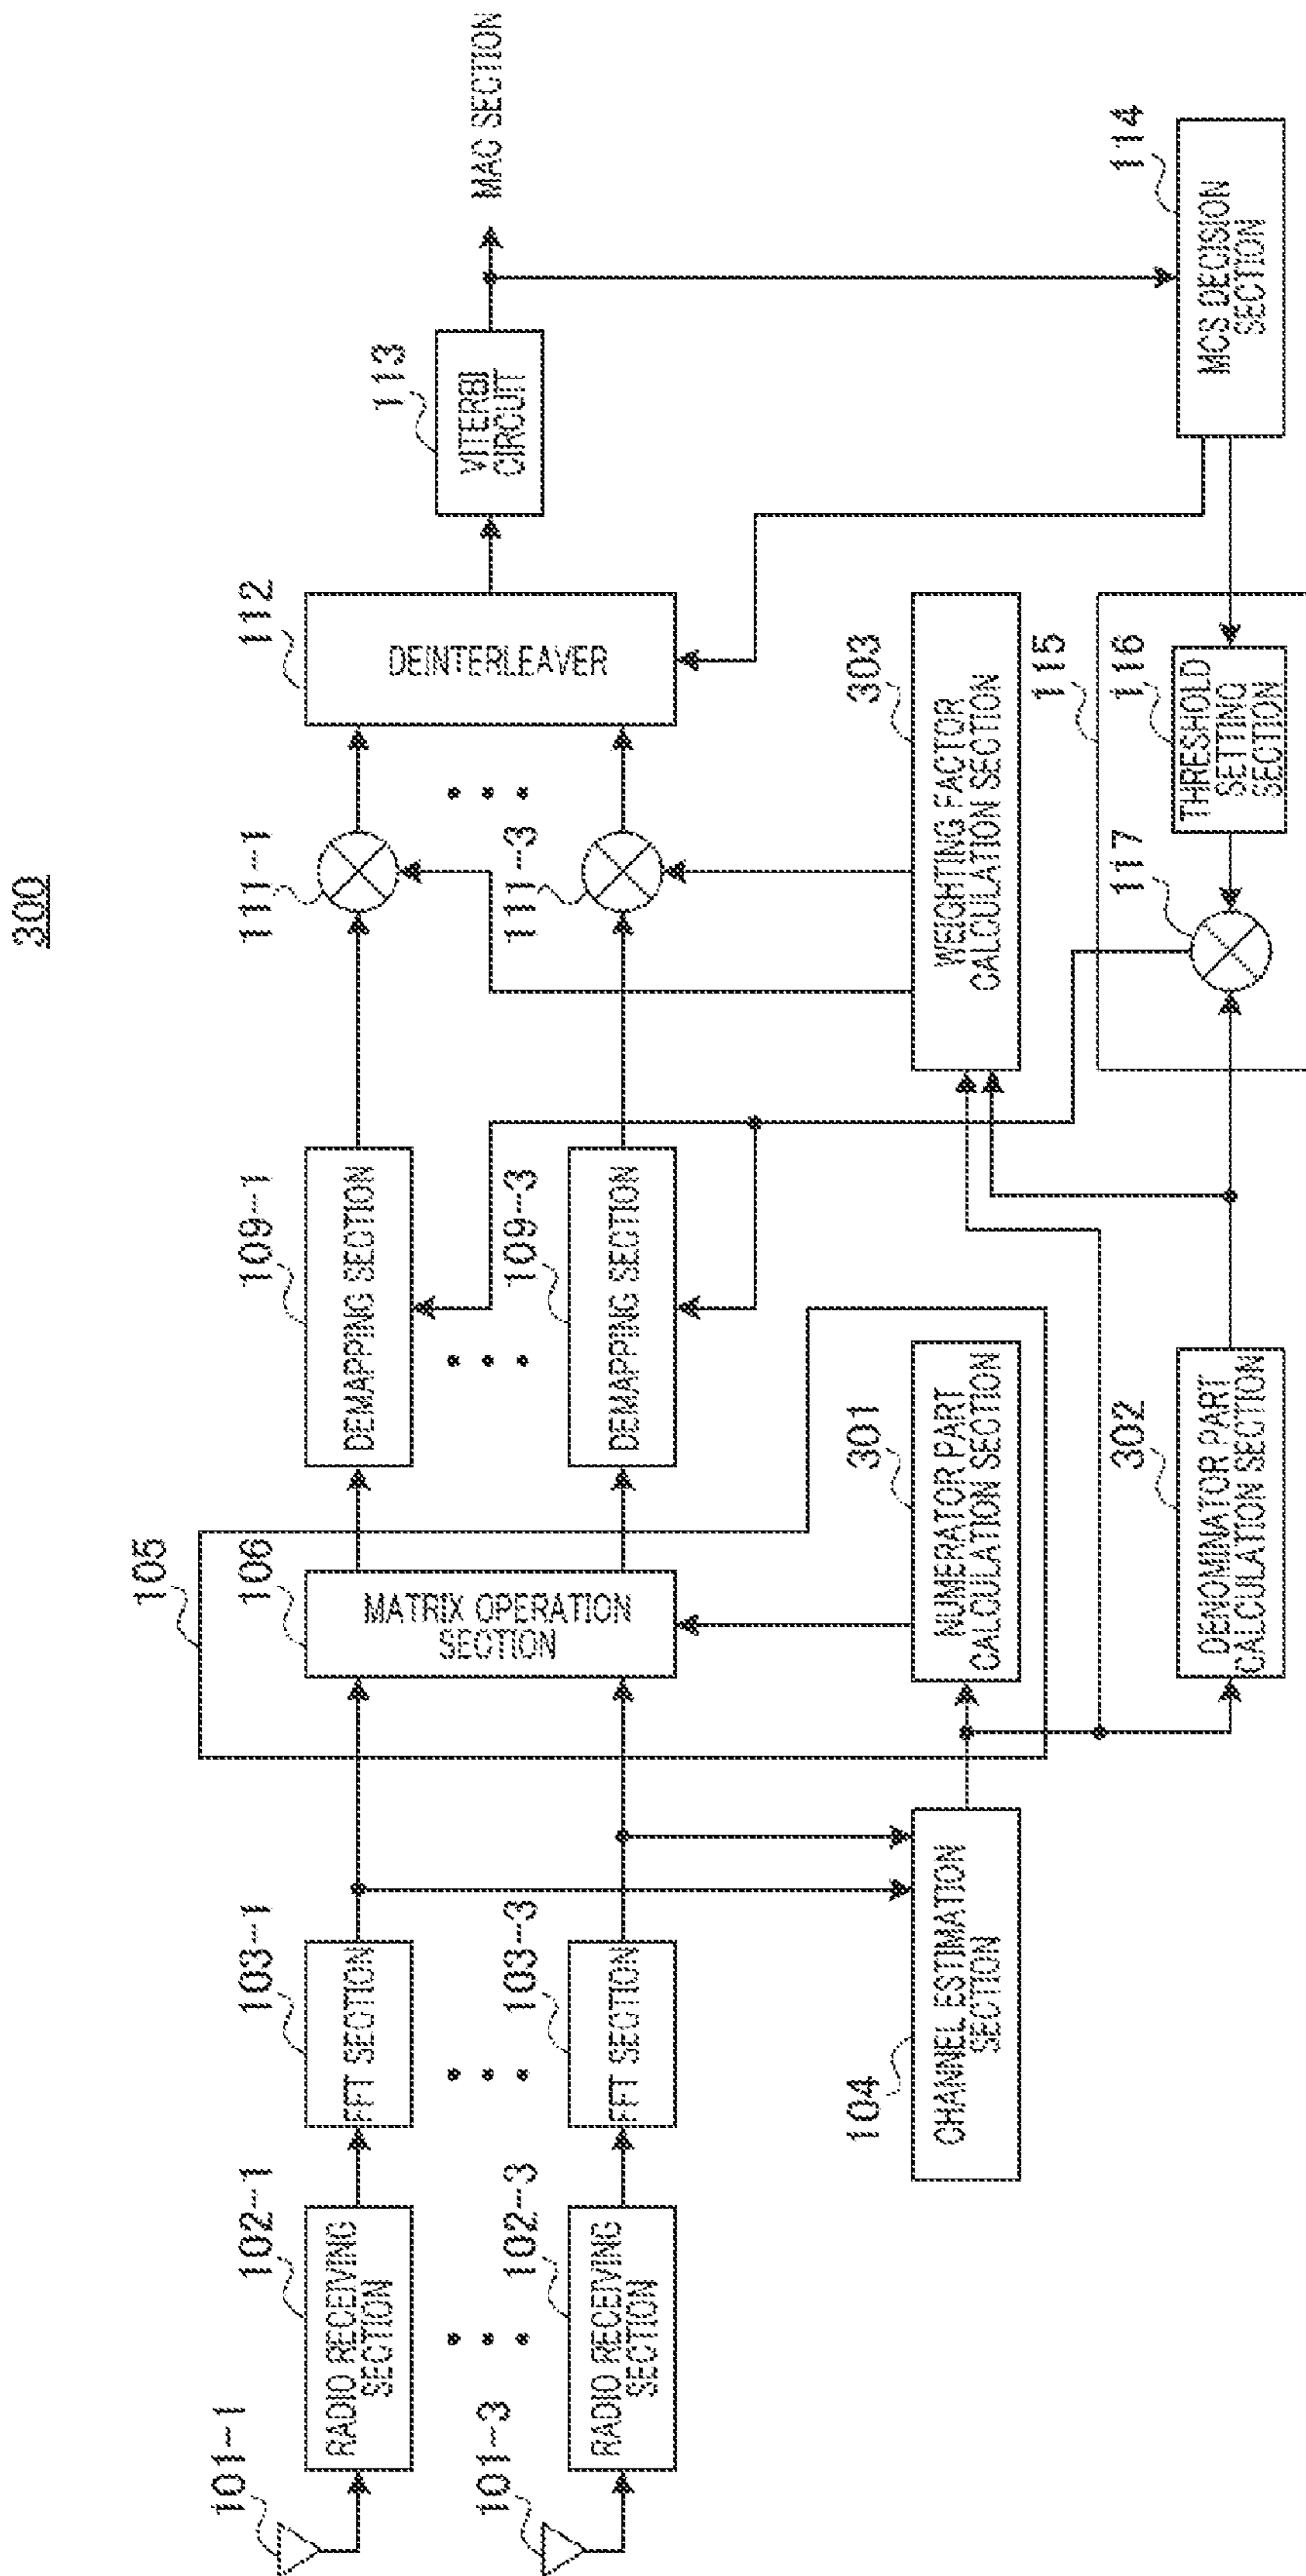 300
101-1
102-1
RADIO RECEIVING
SECTION
103-1
FFT SECTION
105
106
MATRIX OPERATION
SECTION
109-1
DEMAPPING SECTION
111-1
112
DEINTERLEAVER
113
VITERBI
CIRCUIT
MAC SECTION
101-3
102-3
RADIO RECEIVING
SECTION
103-3
FFT SECTION
109-3
DEMAPPING SECTION
111-3
104
CHANNEL ESTIMATION
SECTION
301
NUMERATOR PART
CALCULATION SECTION
303
WEIGHTING FACTOR
CALCULATION SECTION
302
DENOMINATOR PART
CALCULATION SECTION
115
117
116
THRESHOLD
SETTING
SECTION
114
MCS DECISION
SECTION